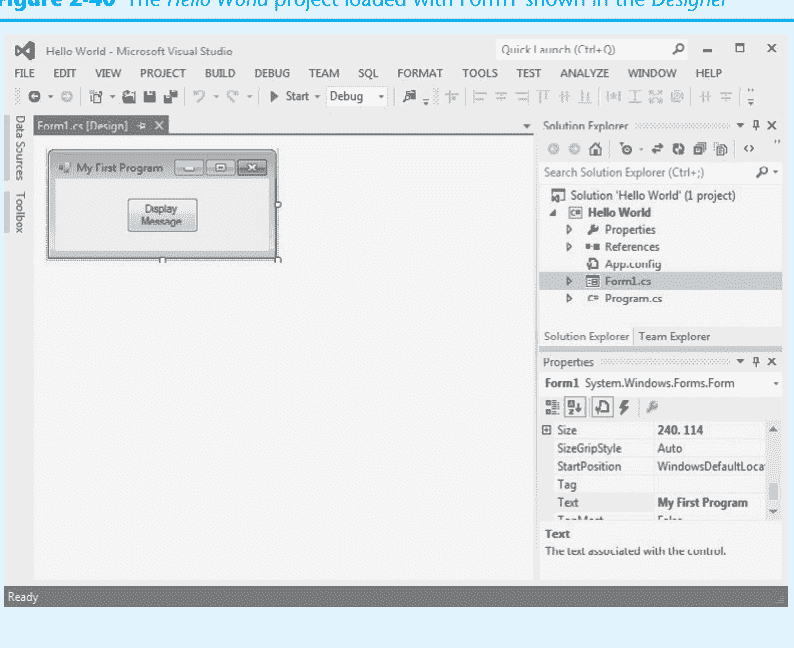 Figure 2-40 The Hello World project loaded with Form1 shown in the Designer
Hello World - Microsoft Visual Studio
Quick Launch (Ctrl+Q)
FILE EDIT VIEW PROJECT BUILD DEBUG TEAM SQL FORMAT TOOLS TEST ANALYZE WINDOW HELP
Start Debug
Data Sources
Toolbox
Form1.cs [Design]
My First Program
Display
Message
Solution Explorer
Search Solution Explorer (Ctrl+;)
Solution 'Hello World' (1 project)
C# Hello World
Properties
References
App.config
Form1.cs
C# Program.cs
Solution Explorer Team Explorer
Properties
Form1 System.Windows.Forms.Form
Size 240, 114
SizeGripStyle Auto
StartPosition WindowsDefaultLoca
Tag
Text My First Program
TopMost False
Text
The text associated with the control.
Ready